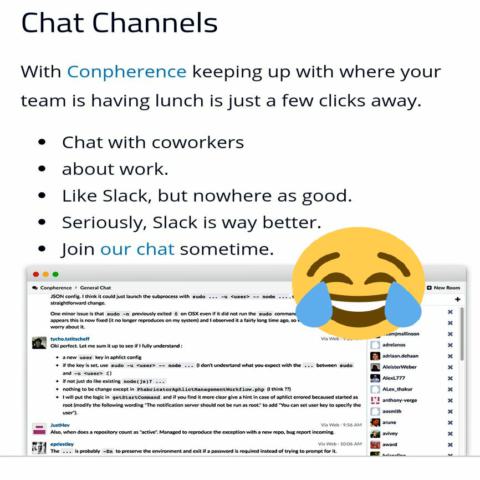 Chat Channels
With Conpherence keeping up with where your
team is having lunch is just a few clicks away.
• Chat with coworkers
• about work.
• Like Slack, but nowhere as good.
• Seriously, Slack is way better.
• Join our chat sometime.
Conpherence › General Chat
New Room
JSON config. I think it could just launch the subprocess with sudo ... -u <user> -- node ....
straightforward change.
One minor issue is that sudo -n previously exited 0 on OSX even if it did not run the sudo
appears this is now fixed (it no longer reproduces on my system) and I observed it a fairly long time ago, so
worry about it.
tycho.tatitscheff
Via Web
Oki perfect. Let me sum it up to see if I fully understand :
• a new user key in aphlict config
• if the key is set, use sudo -u <user> -- node ... (I don't understand what you expect with the ... between sudo
and -u <user> {}
• if not just do like existing node(js)?
• nothing to be change except in PhabricatorAphlictManagementWorkflow.php (I think ??)
• I will put the logic in getStartCommand and if you find it more clear give a hint in case of aphlict errored because started as
root (modify the following wording "The notification server should not be run as root." to add "You can set user key to specify the
user").
JustHev
Via Web · 9:56 AM
Also, when does a repository count as "active". Managed to reproduce the exception with a new repo, bug report incoming.
epriestley
Via Web · 10:06 AM
The ... is probably -En to preserve the environment and exit if a password is required instead of trying to prompt for it.
adrelanos
adrisan.dehaan
AleisterWeber
AlexL777
ALex_thakur
anthony-verge
aosmith
arune
avivey
award